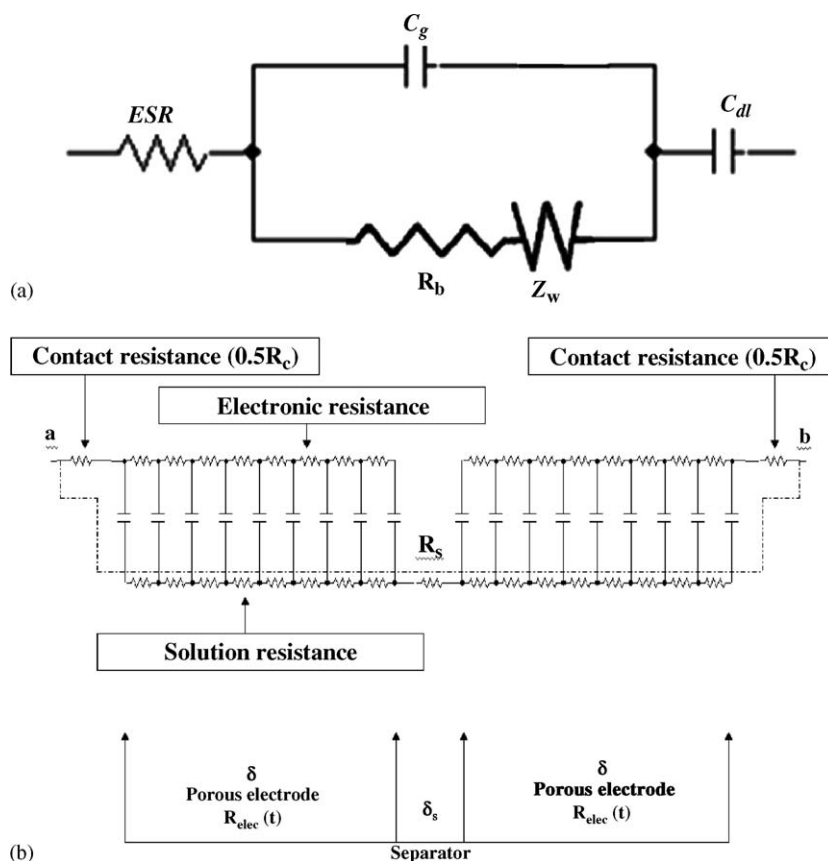 C_g
ESR
C_dl
R_b
Z_w
(a)
Contact resistance (0.5R_c)
Contact resistance (0.5R_c)
Electronic resistance
a
b
R_s
Solution resistance
δ
δ
Porous electrode
δ_s
Porous electrode
R_elec (t)
R_elec (t)
(b)
Separator